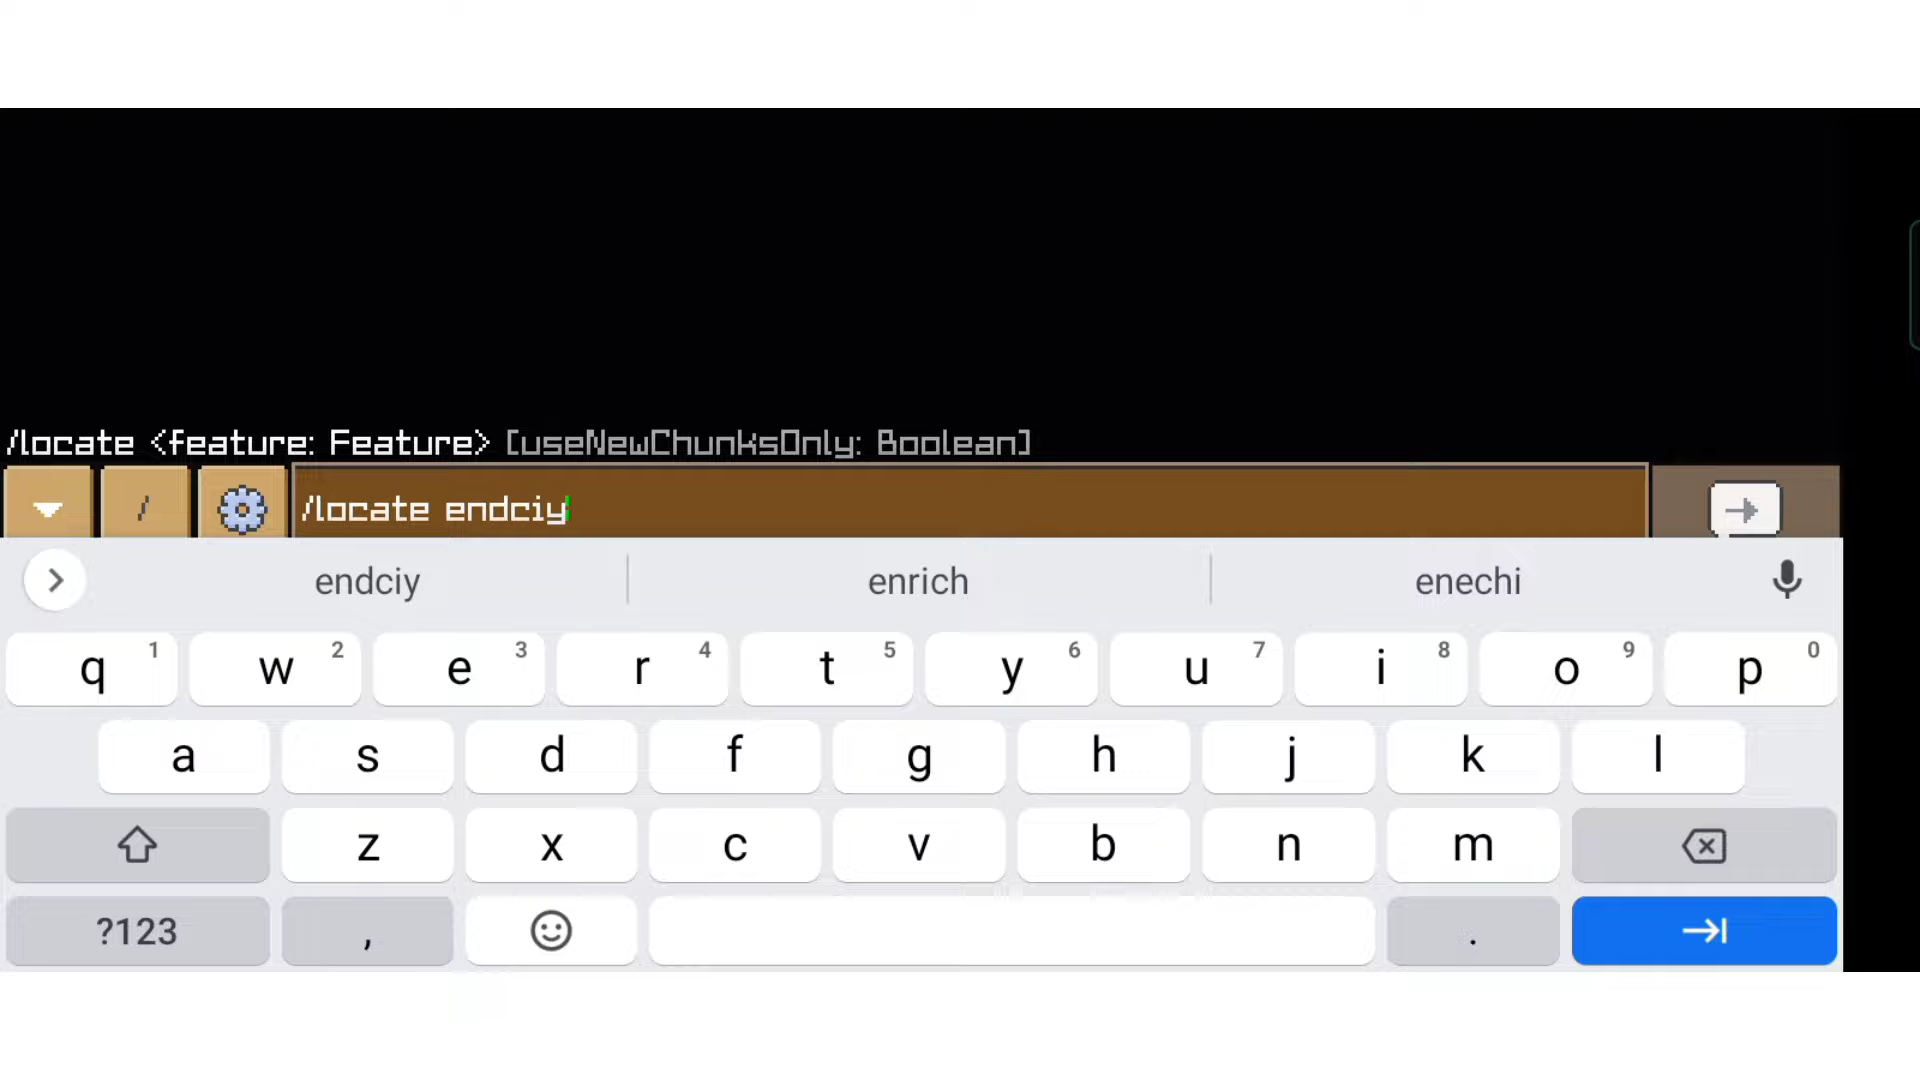 /locate <feature: Feature> [useNewChunksOnly: Boolean]
/
/locate endciy
endciy enrich enechi
q 1 w 2 e 3 r 4 t 5 y 6 u 7 i 8 o 9 p 0
a s d f g h j k l
z x c v b n m
?123 , .